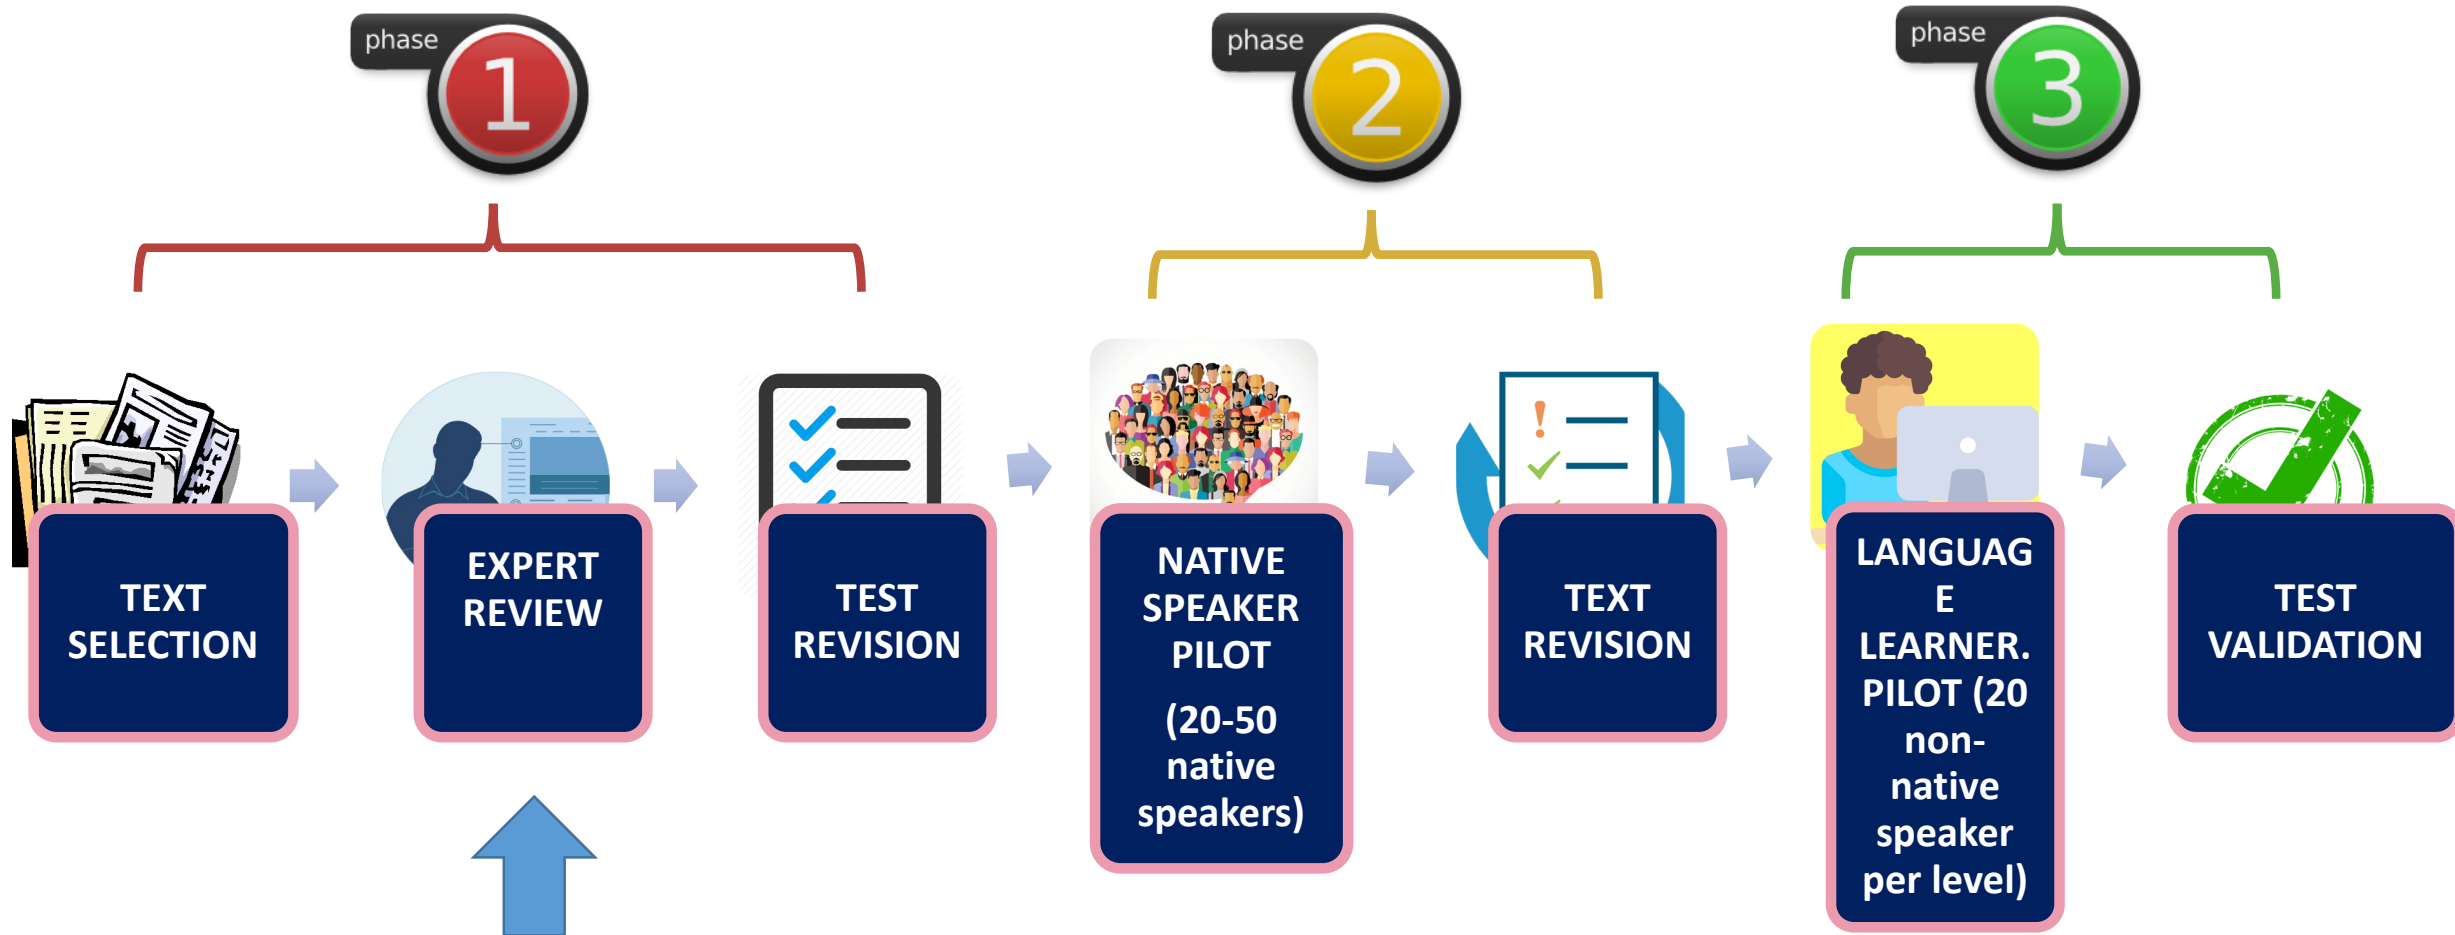 phase
1
phase
2
phase
3
TEXT
SELECTION
EXPERT
REVIEW
TEST
REVISION
NATIVE
SPEAKER
PILOT
(20-50
native
speakers)
TEXT
REVISION
LANGUAG
E
LEARNER.
PILOT (20
non-
native
speaker
per level)
TEST
VALIDATION